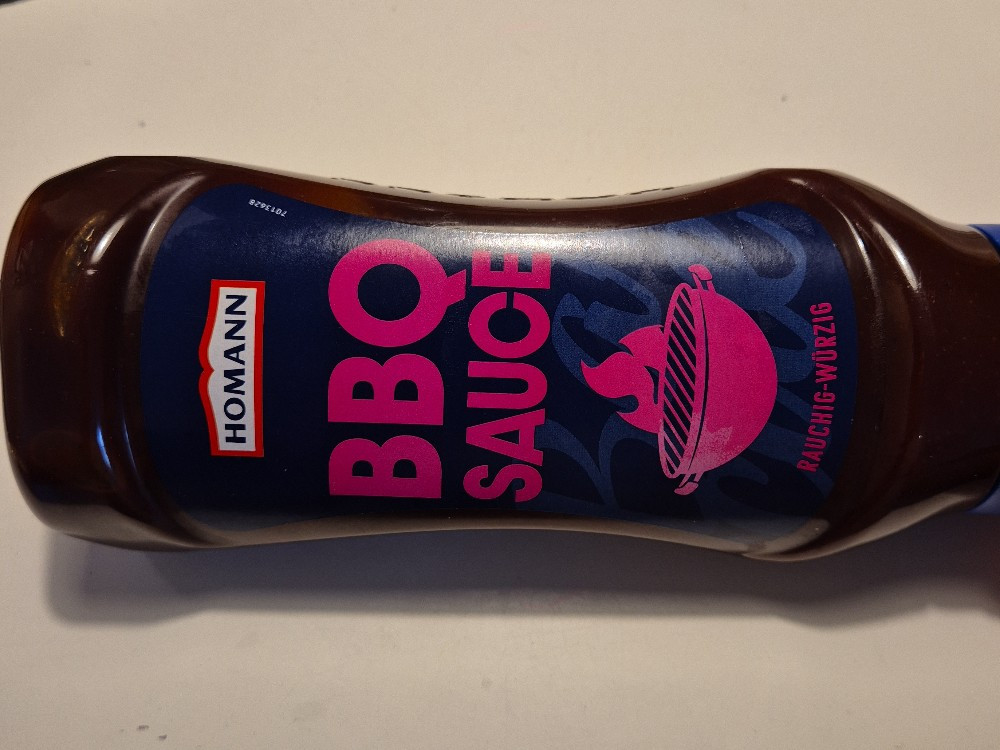 HOMANN
BBQ
SAUCE
RAUCHIG-WÜRZIG
7013628